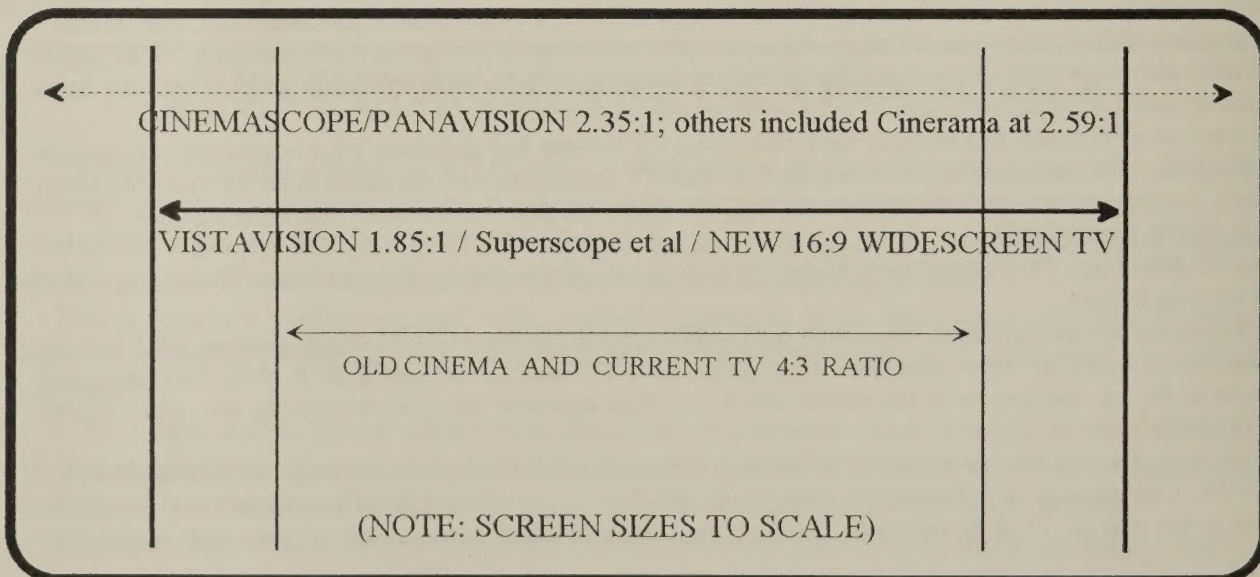 CINEMASCOPE/PANAVISION 2.35:1; others included Cinerama at 2.59:1
VISTAVISION 1.85:1 / Superscope et al / NEW 16:9 WIDESCREEN TV
OLD CINEMA AND CURRENT TV 4:3 RATIO
(NOTE: SCREEN SIZES TO SCALE)